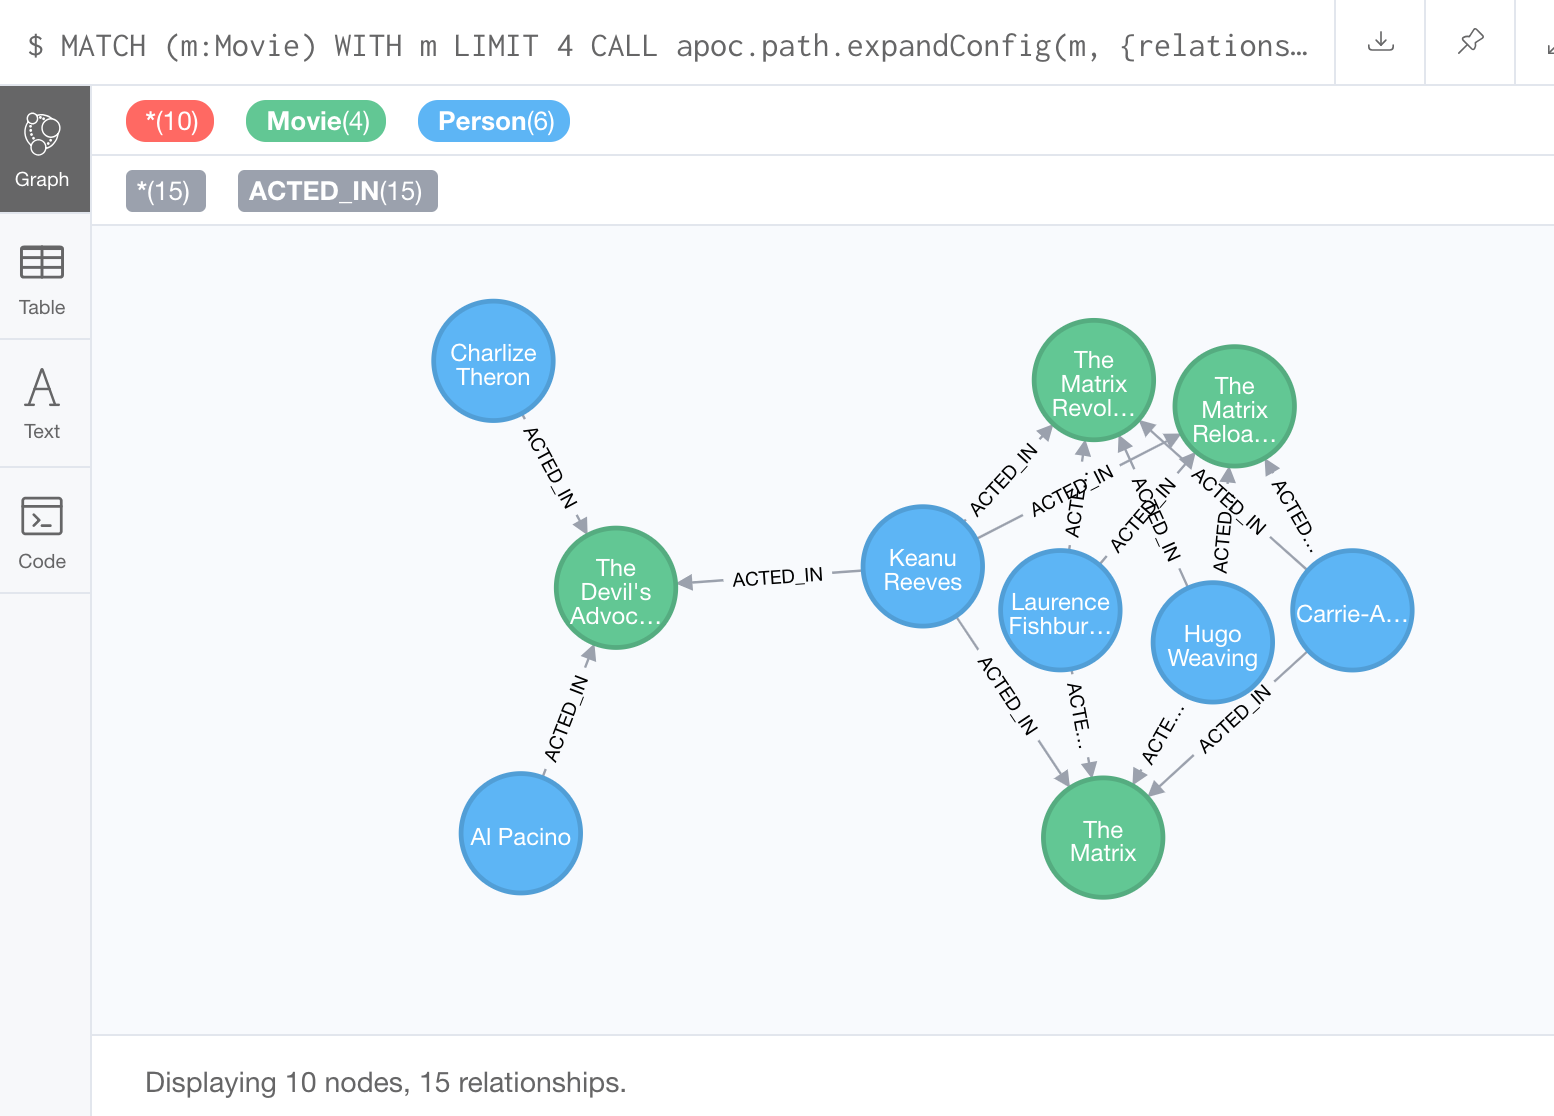 $ MATCH (m:Movie) WITH m LIMIT 4 CALL apoc.path.expandConfig(m, {relations…
*(10) Movie(4) Person(6)
*(15) ACTED_IN(15)
Graph
Table
Text
Code
Charlize
Theron
ACTED_IN
The
Devil's
Advoc…
ACTED_IN
Al Pacino
ACTED_IN
Keanu
Reeves
The
Matrix
Revol…
The
Matrix
Reloa…
ACTED_IN
ACTED_IN
ACTE…
ACTED_IN
ACTED_IN
ACTED…
ACTED_IN
ACTED…
Laurence
Fishbur…
Hugo
Weaving
Carrie-A…
ACTED_IN
ACTE…
ACTE…
ACTED_IN
The
Matrix
Displaying 10 nodes, 15 relationships.